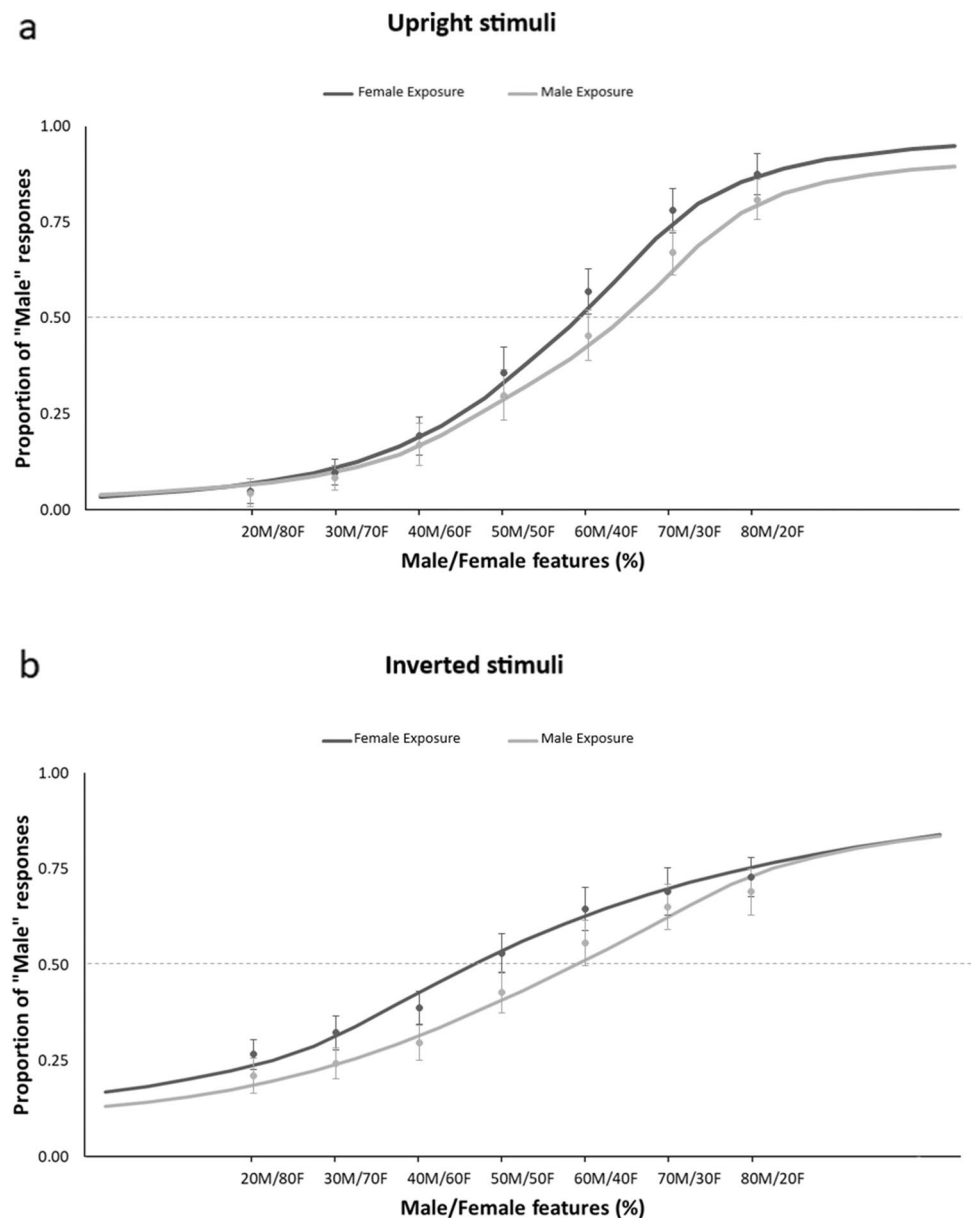 a
Upright stimuli
Female Exposure Male Exposure
Proportion of "Male" responses
1.00
0.75
0.50
0.25
0.00
20M/80F 30M/70F 40M/60F 50M/50F 60M/40F 70M/30F 80M/20F
Male/Female features (%)
b
Inverted stimuli
Female Exposure Male Exposure
Proportion of "Male" responses
1.00
0.75
0.50
0.25
0.00
20M/80F 30M/70F 40M/60F 50M/50F 60M/40F 70M/30F 80M/20F
Male/Female features (%)